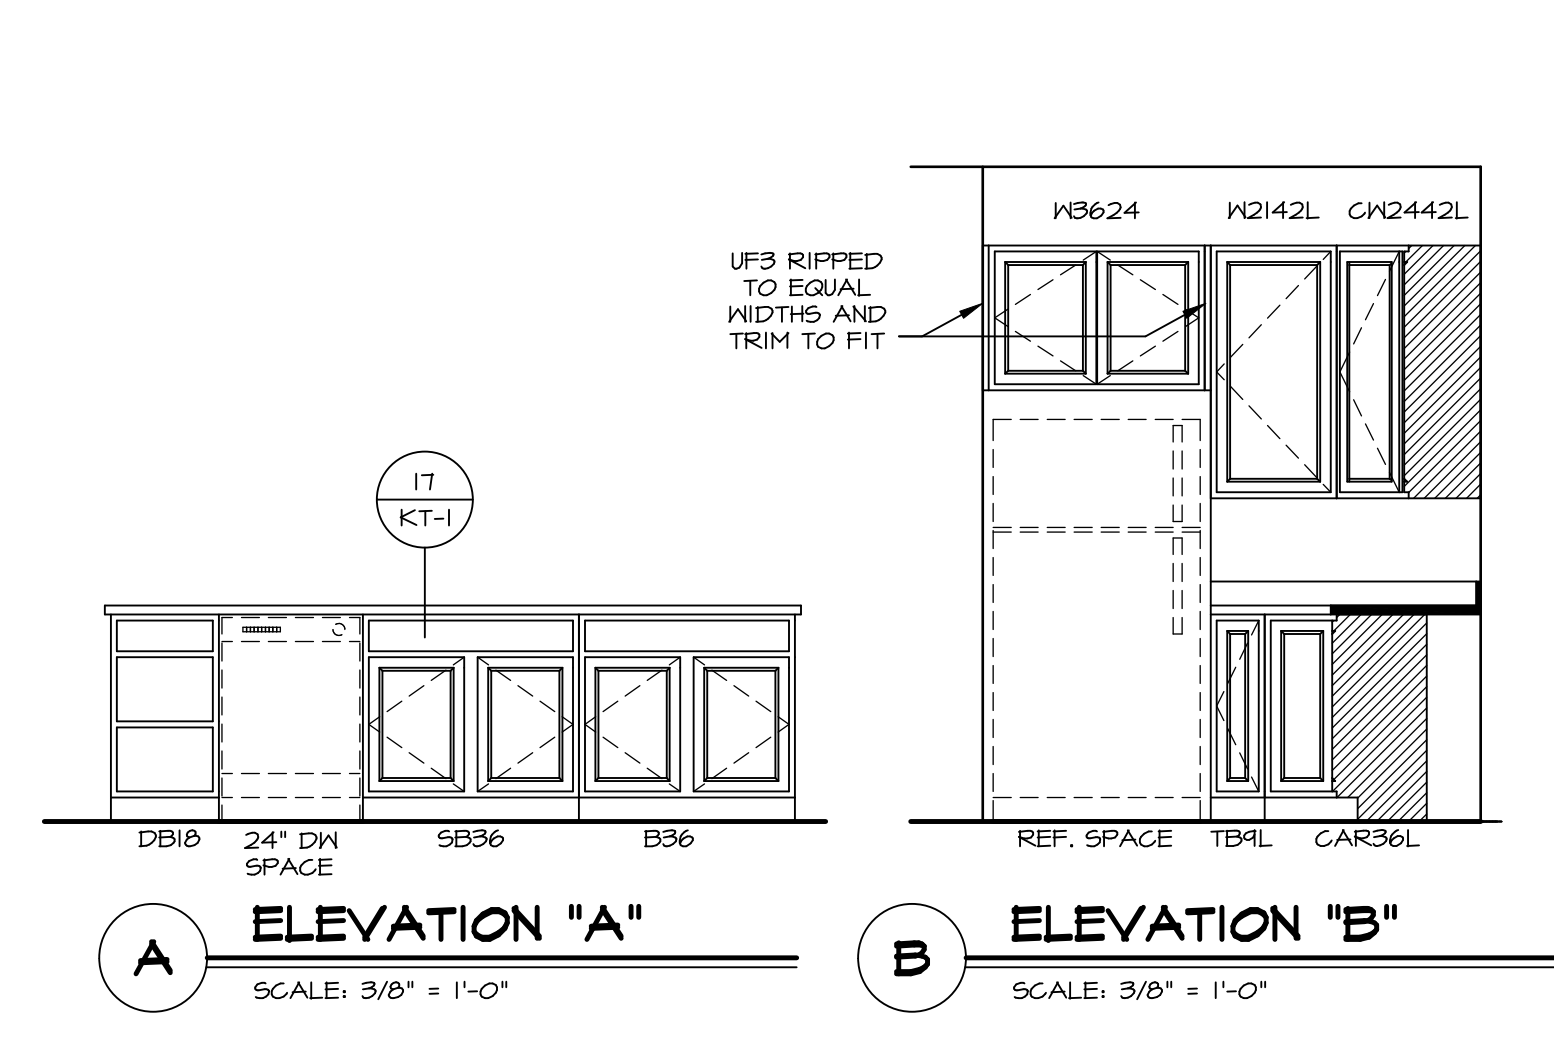 W3624
W2142L
CW2442L
UF3 RIPPED
TO EQUAL
WIDTHS AND
TRIM TO FIT
17
KT-1
DB18
24" DW
SPACE
SB36
B36
REF. SPACE
TB9L
CAR36L
A
ELEVATION "A"
SCALE: 3/8" = 1'-0"
B
ELEVATION "B"
SCALE: 3/8" = 1'-0"